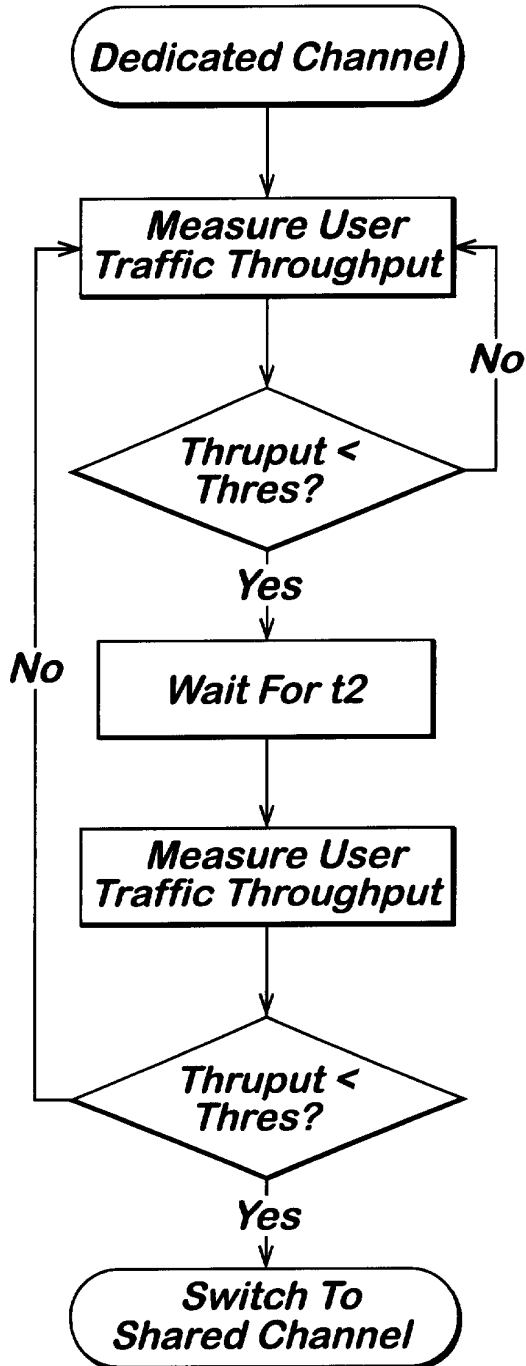 Dedicated Channel
Measure User
Traffic Throughput
No
Thruput <
Thres?
Yes
No
Wait For t2
Measure User
Traffic Throughput
Thruput <
Thres?
Yes
Switch To
Shared Channel